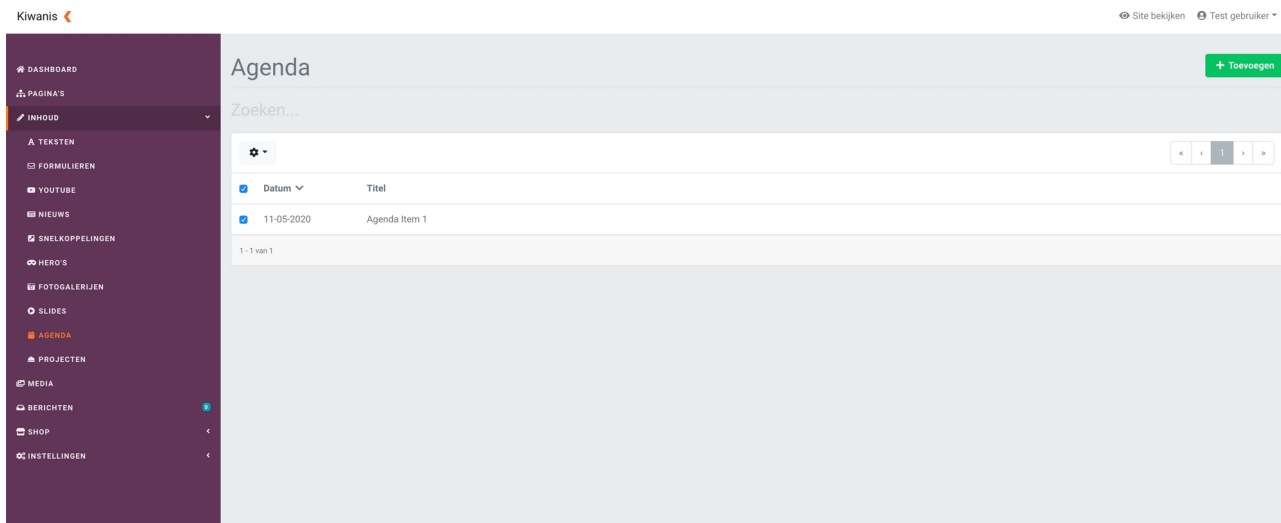 Kiwanis
Site bekijken
Test gebruiker
DASHBOARD
PAGINA'S
INHOUD
TEKSTEN
FORMULIEREN
YOUTUBE
NIEUWS
SNELKOPPELINGEN
HERO'S
FOTOGALERIJEN
SLIDES
AGENDA
PROJECTEN
MEDIA
BERICHTEN 0
SHOP
INSTELLINGEN
Agenda
+ Toevoegen
Zoeken...
« ‹ 1 › »
Datum Titel
11-05-2020 Agenda Item 1
1 - 1 van 1